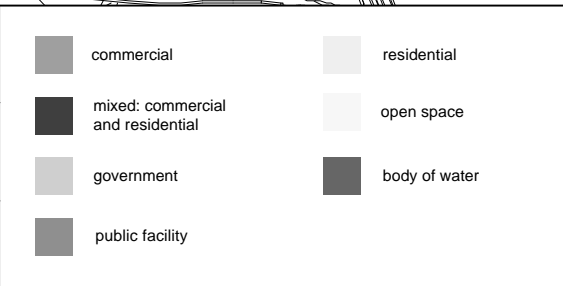 commercial
mixed: commercial
and residential
government
public facility
residential
open space
body of water